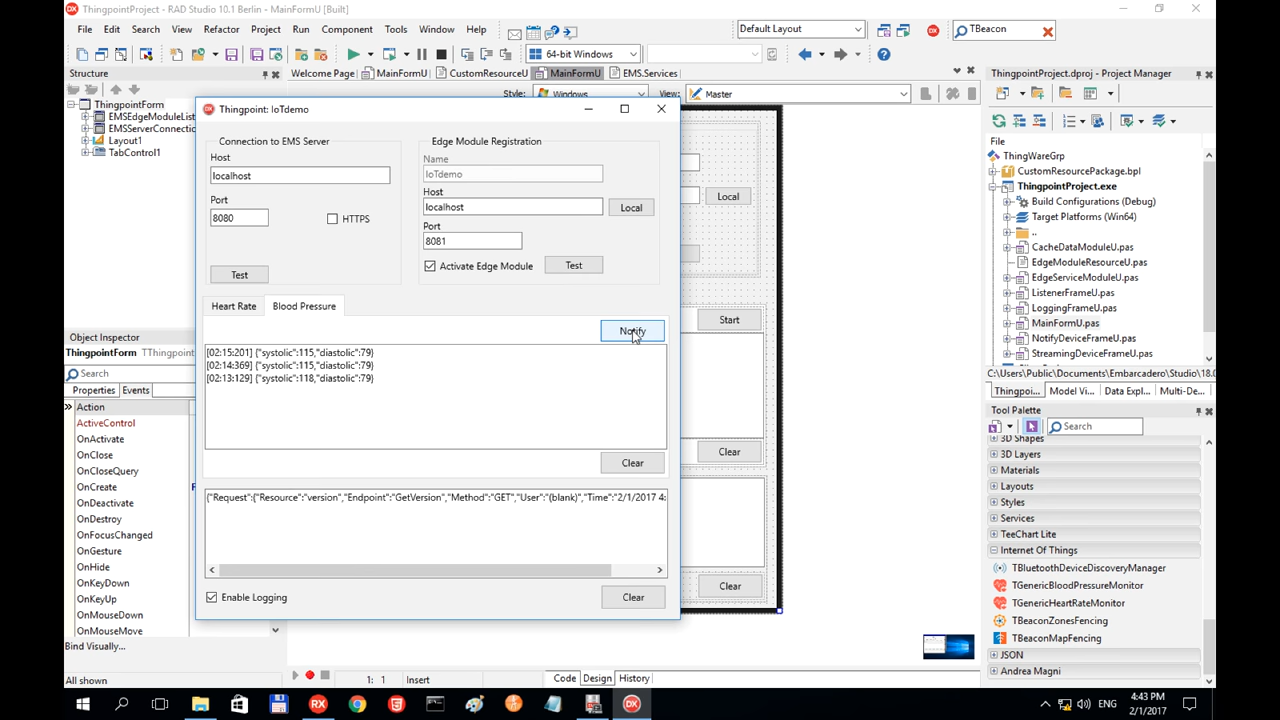 ThingpointProject - RAD Studio 10.1 Berlin - MainFormU [Built]
File Edit Search View Refactor Project Run Component Tools Window Help
Default Layout
TBeacon
64-bit Windows
Structure
ThingpointForm
EMSEdgeModuleList
EMSServerConnectio
Layout1
TabControl1
Object Inspector
ThingpointForm TThingpointF
Search
Properties Events
Action
ActiveControl
OnActivate
OnClose
OnCloseQuery
OnCreate
OnDeactivate
OnDestroy
OnFocusChanged
OnGesture
OnHide
OnKeyDown
OnKeyUp
OnMouseDown
OnMouseMove
Bind Visually...
All shown
Welcome Page MainFormU CustomResourceU MainFormU EMS.Services
Style: Windows View: Master
Thingpoint: IoTdemo
Connection to EMS Server
Host
localhost
Port
8080
HTTPS
Test
Edge Module Registration
Name
IoTdemo
Host
localhost
Local
Port
8081
Activate Edge Module
Test
Heart Rate Blood Pressure
Notify
[02:15:201] {"systolic":115,"diastolic":79}
[02:14:369] {"systolic":115,"diastolic":79}
[02:13:129] {"systolic":118,"diastolic":79}
Clear
{"Request":{"Resource":"version","Endpoint":"GetVersion","Method":"GET","User":"(blank)","Time":"2/1/2017 4:
Enable Logging
Clear
Local
Start
Clear
Clear
1: 1 Insert
Code Design History
ThingpointProject.dproj - Project Manager
File
ThingWareGrp
CustomResourcePackage.bpl
ThingpointProject.exe
Build Configurations (Debug)
Target Platforms (Win64)
..
CacheDataModuleU.pas
EdgeModuleResourceU.pas
EdgeServiceModuleU.pas
ListenerFrameU.pas
LoggingFrameU.pas
MainFormU.pas
NotifyDeviceFrameU.pas
StreamingDeviceFrameU.pas
C:\Users\Public\Documents\Embarcadero\Studio\18.0
Thingpoi... Model Vi... Data Expl... Multi-De...
Tool Palette
Search
3D Shapes
3D Layers
Materials
Layouts
Styles
Services
TeeChart Lite
Internet Of Things
TBluetoothDeviceDiscoveryManager
TGenericBloodPressureMonitor
TGenericHeartRateMonitor
TBeaconZonesFencing
TBeaconMapFencing
JSON
Andrea Magni
ENG
4:43 PM
2/1/2017